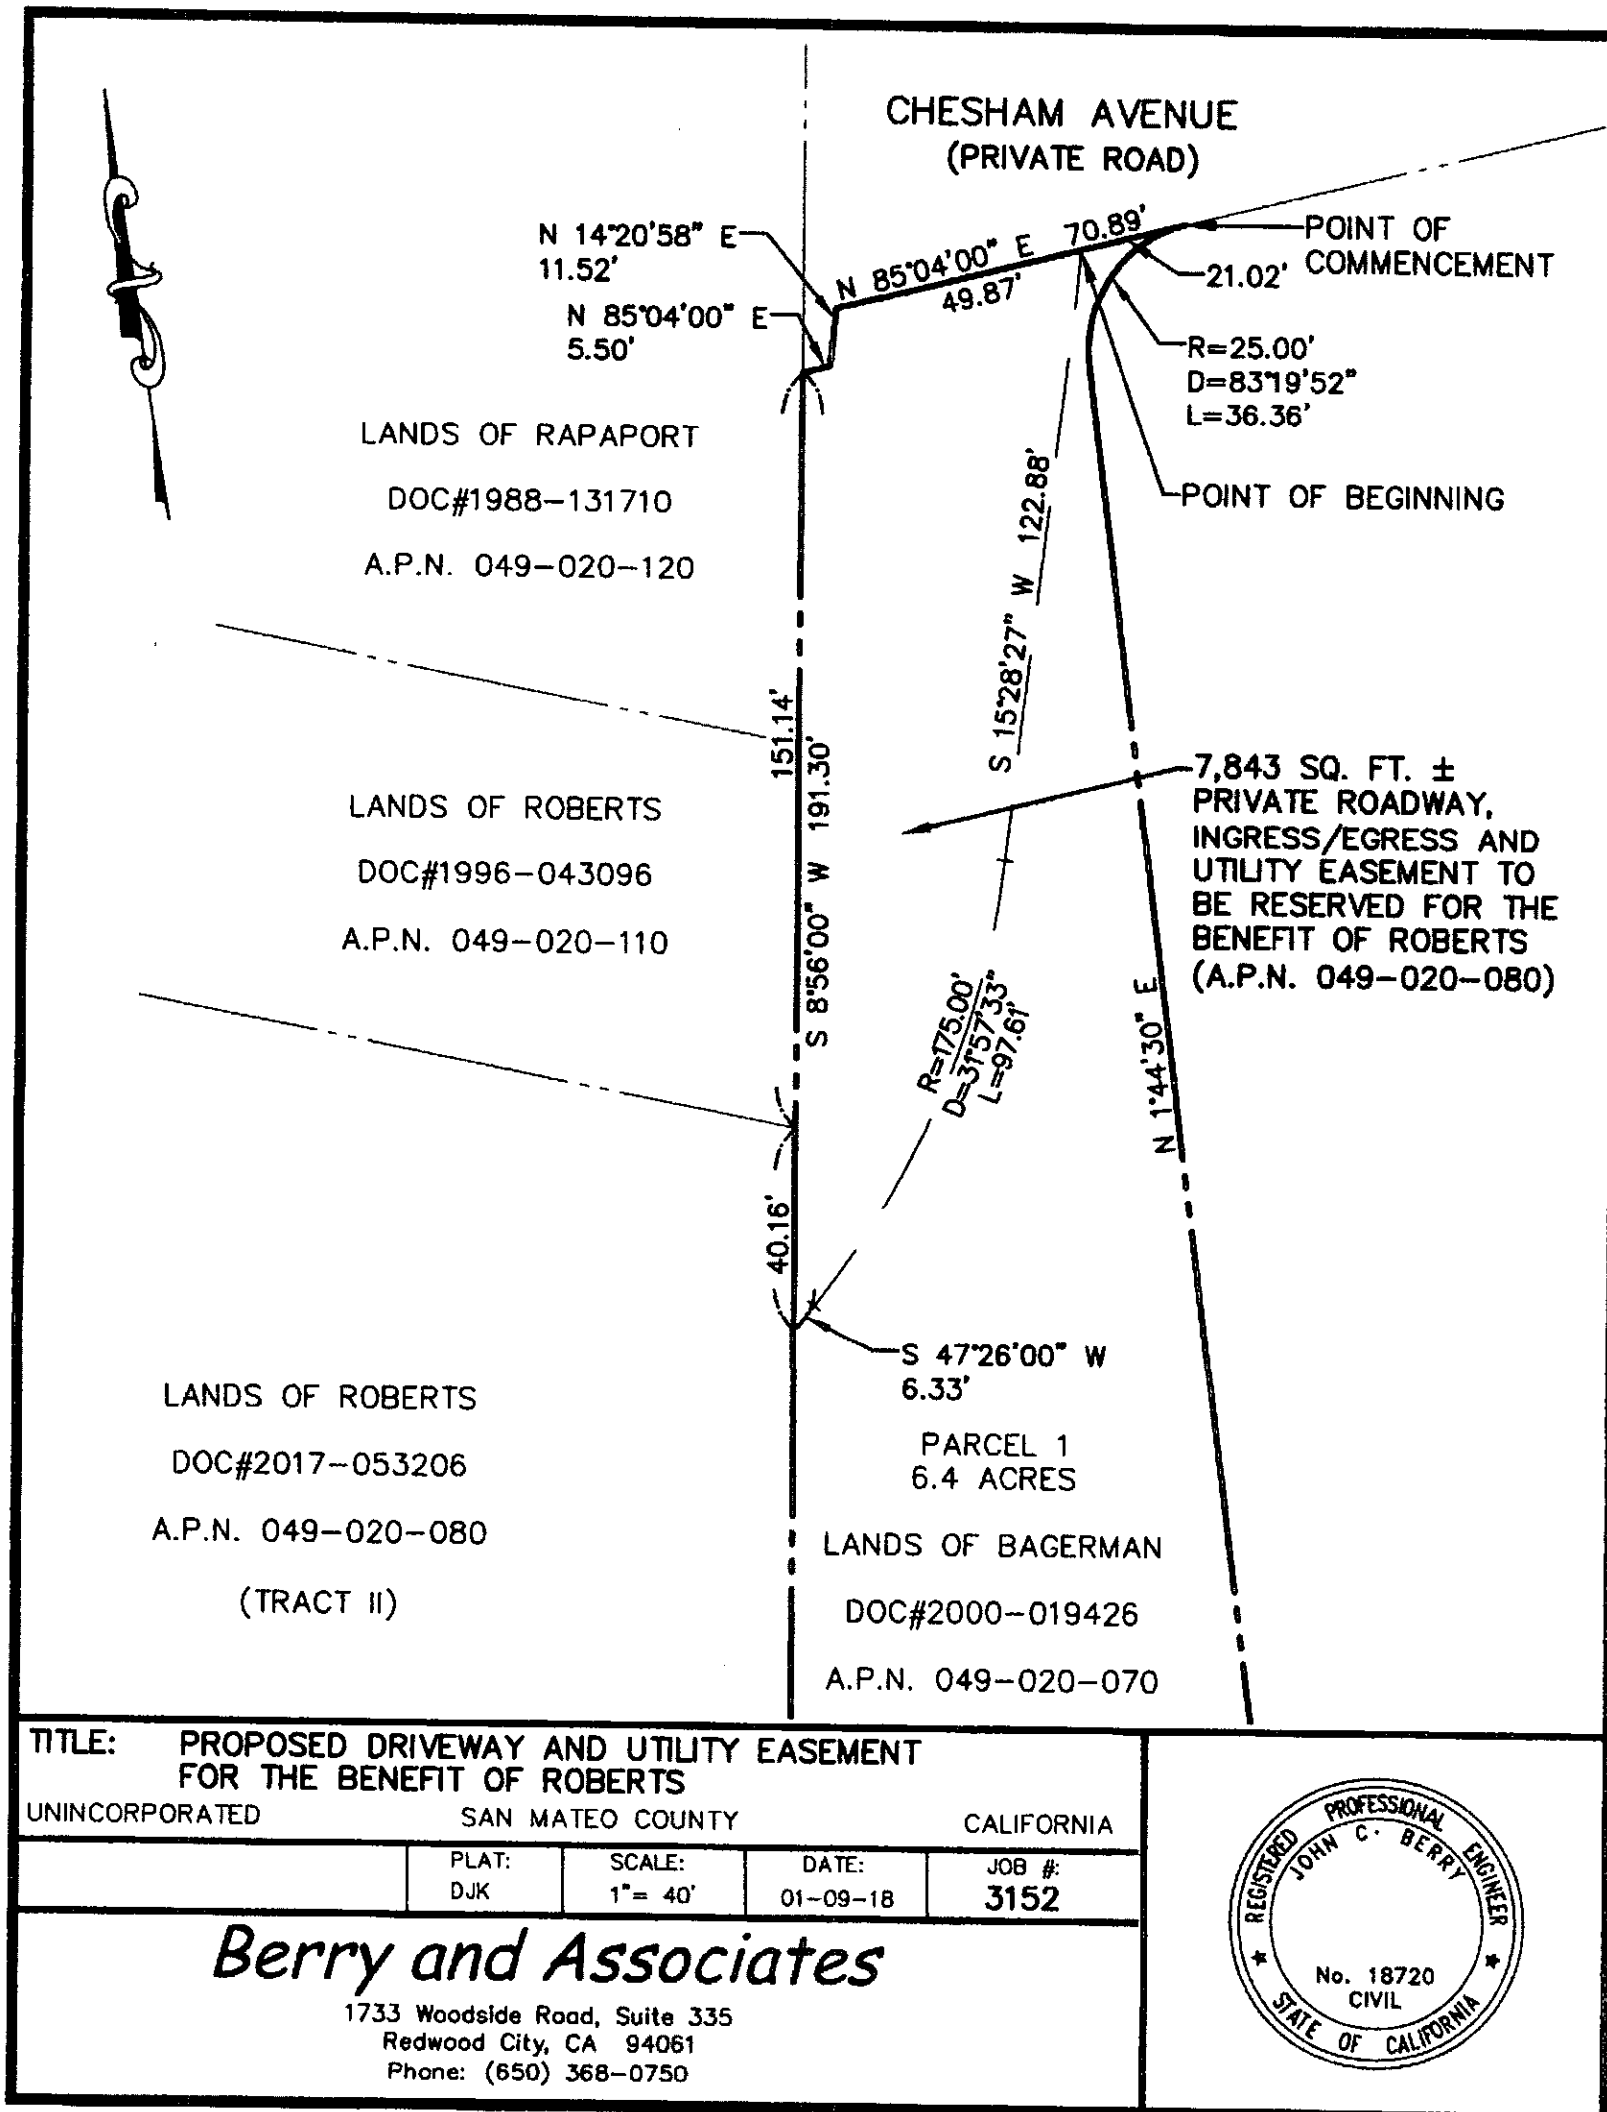 CHESHAM AVENUE
(PRIVATE ROAD)
N 14°20'58" E
11.52'
N 85°04'00" E
5.50'
N 85°04'00" E
70.89'
49.87'
21.02'
POINT OF
COMMENCEMENT
R=25.00'
D=83°19'52"
L=36.36'
POINT OF BEGINNING
LANDS OF RAPAPORT
DOC#1988-131710
A.P.N. 049-020-120
S 15°28'27" W 122.88'
151.14'
S 8°56'00" W 191.30'
7,843 SQ. FT. ±
PRIVATE ROADWAY,
INGRESS/EGRESS AND
UTILITY EASEMENT TO
BE RESERVED FOR THE
BENEFIT OF ROBERTS
(A.P.N. 049-020-080)
LANDS OF ROBERTS
DOC#1996-043096
A.P.N. 049-020-110
R=175.00'
D=31°57'33"
L=97.61'
N 1°44'30" E
40.16'
S 47°26'00" W
6.33'
LANDS OF ROBERTS
DOC#2017-053206
A.P.N. 049-020-080
(TRACT II)
PARCEL 1
6.4 ACRES
LANDS OF BAGERMAN
DOC#2000-019426
A.P.N. 049-020-070
TITLE: PROPOSED DRIVEWAY AND UTILITY EASEMENT
FOR THE BENEFIT OF ROBERTS
UNINCORPORATED SAN MATEO COUNTY CALIFORNIA
PLAT: SCALE: DATE: JOB #:
DJK 1"= 40' 01-09-18 3152
Berry and Associates
1733 Woodside Road, Suite 335
Redwood City, CA 94061
Phone: (650) 368-0750
REGISTERED PROFESSIONAL ENGINEER
JOHN C. BERRY
No. 18720
CIVIL
STATE OF CALIFORNIA